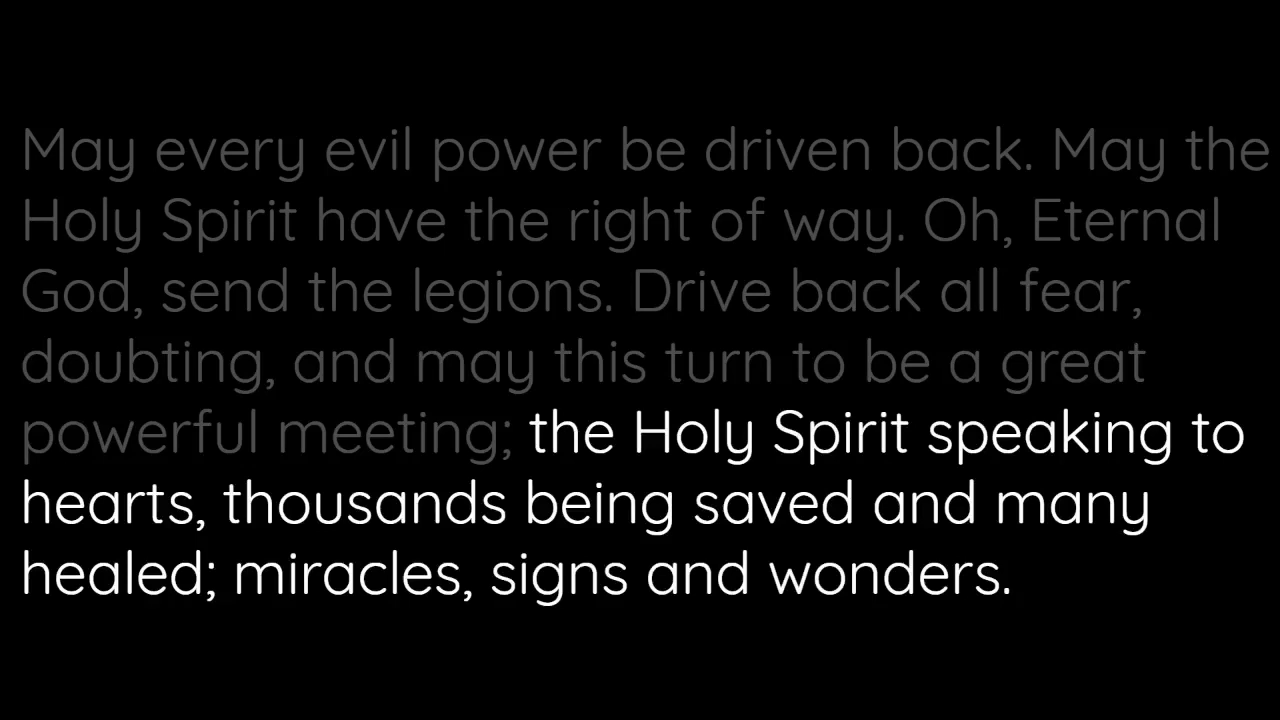 May every evil power be driven back. May the
Holy Spirit have the right of way. Oh, Eternal
God, send the legions. Drive back all fear,
doubting, and may this turn to be a great
powerful meeting; the Holy Spirit speaking to
hearts, thousands being saved and many
healed; miracles, signs and wonders.